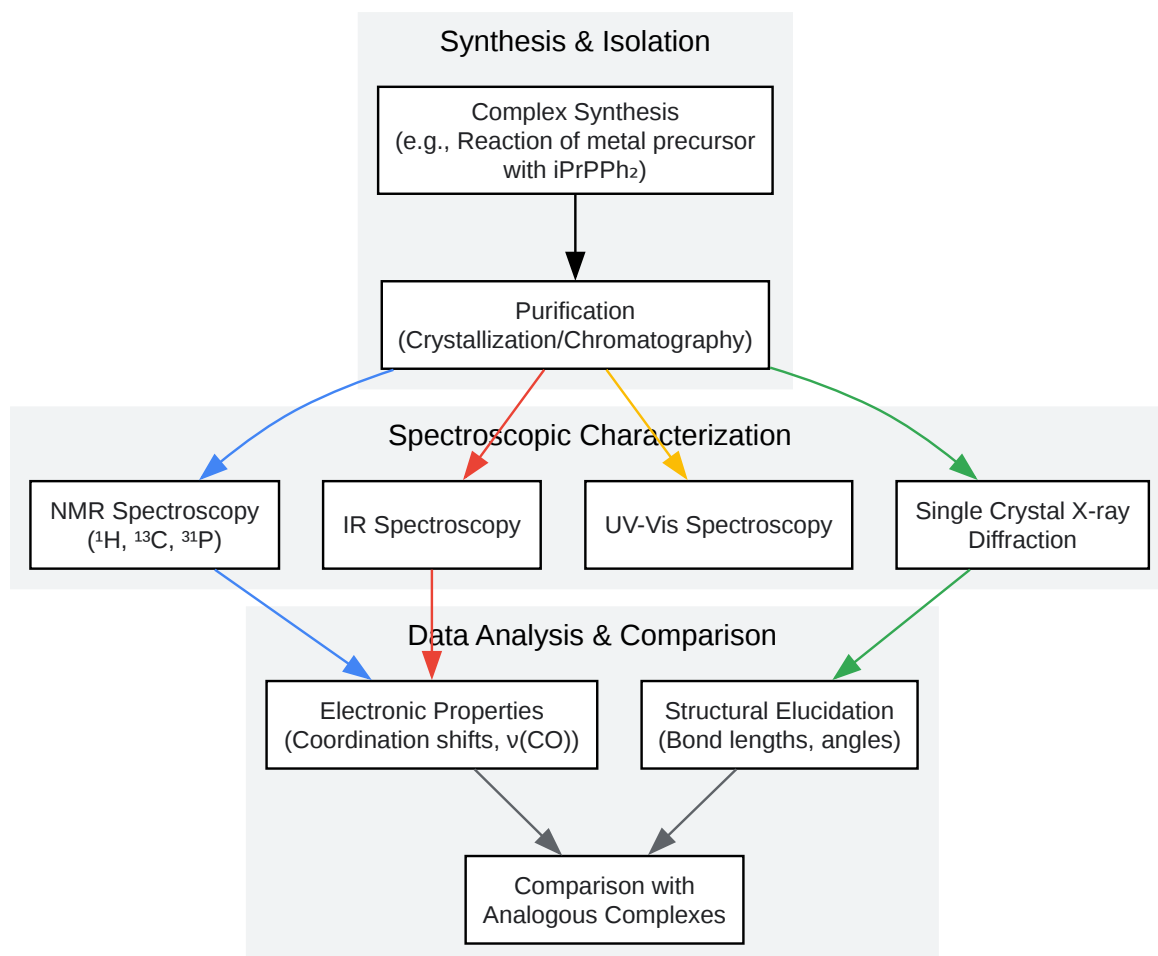 Synthesis & Isolation
Complex Synthesis
(e.g., Reaction of metal precursor
with iPrPPh₂)
Purification
(Crystallization/Chromatography)
Spectroscopic Characterization
NMR Spectroscopy
(¹H, ¹³C, ³¹P)
IR Spectroscopy
UV-Vis Spectroscopy
Single Crystal X-ray
Diffraction
Data Analysis & Comparison
Electronic Properties
(Coordination shifts, ν(CO))
Structural Elucidation
(Bond lengths, angles)
Comparison with
Analogous Complexes